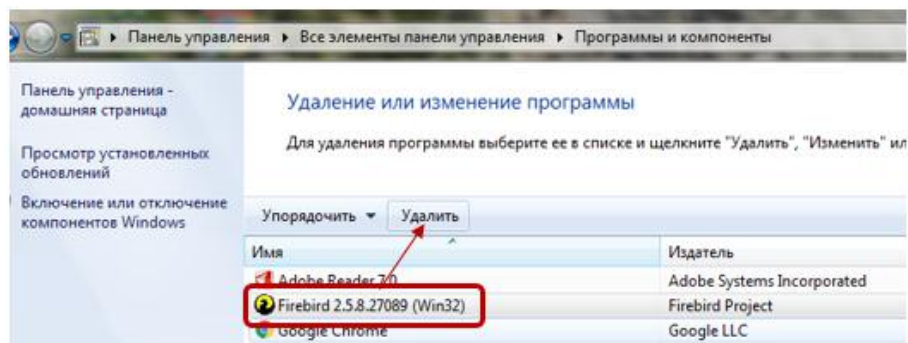 Панель управления ▸ Все элементы панели управления ▸ Программы и компоненты
Панель управления -
домашняя страница
Просмотр установленных
обновлений
Включение или отключение
компонентов Windows
Удаление или изменение программы
Для удаления программы выберите ее в списке и щелкните "Удалить", "Изменить" ил
Упорядочить ▾ Удалить
Имя Издатель
Adobe Reader 7.0 Adobe Systems Incorporated
Firebird 2.5.8.27089 (Win32) Firebird Project
Google Chrome Google LLC